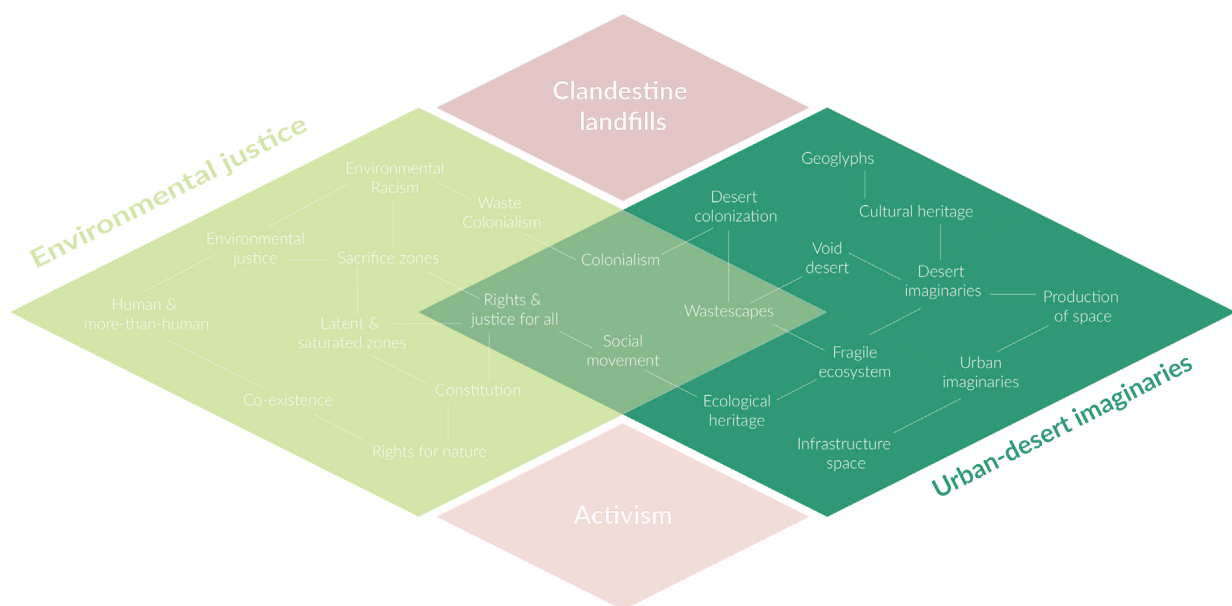 Clandestine
landfills
Environmental justice
Environmental
Racism
Waste
Colonialism
Environmental
justice
Sacrifice zones
Human &
more-than-human
Latent &
saturated zones
Rights &
justice for all
Constitution
Co-existence
Rights for nature
Colonialism
Social
movement
Wastescapes
Desert
colonization
Geoglyphs
Cultural heritage
Void
desert
Desert
imaginaries
Production
of space
Fragile
ecosystem
Urban
imaginaries
Ecological
heritage
Infrastructure
space
Urban-desert imaginaries
Activism